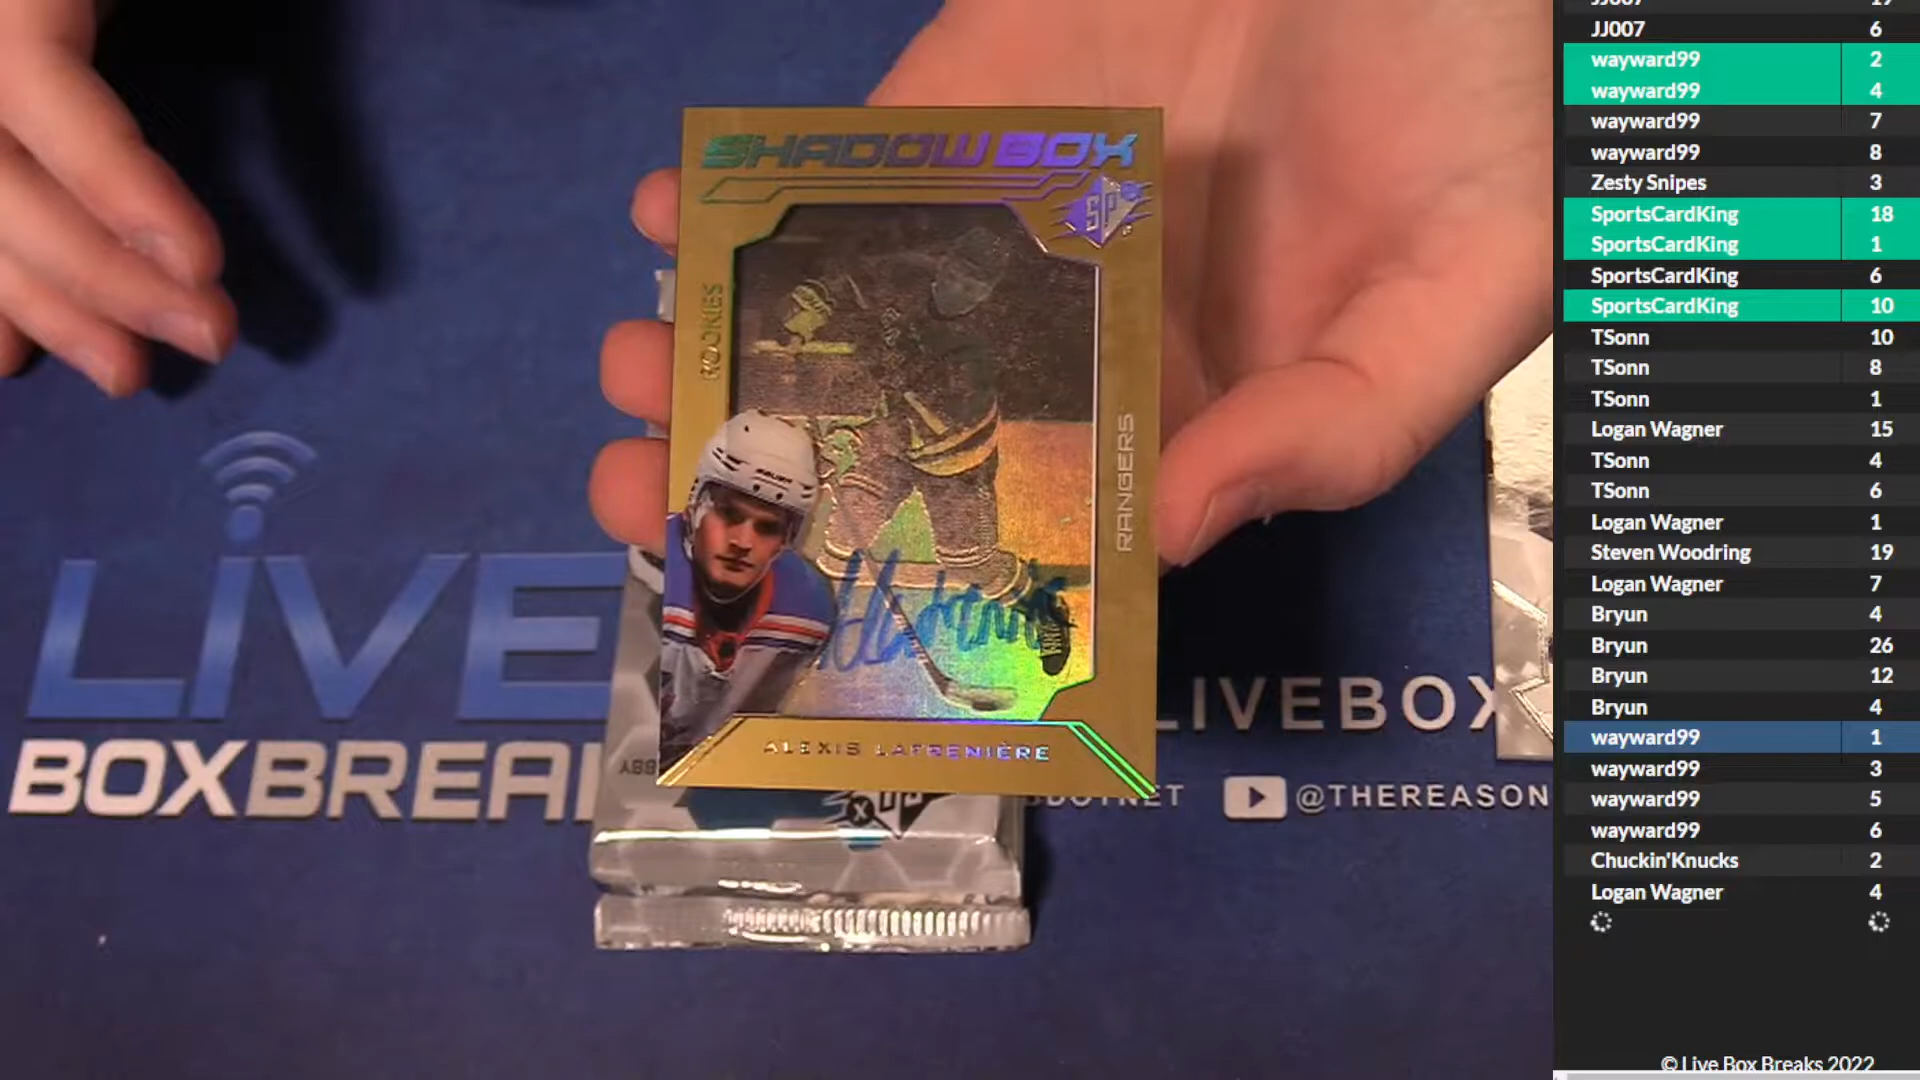 SHADOW BOX
SP
ROOKIES
RANGERS
BAUER
ALEXIS LAFRENIÈRE
LIVE
BOXBREA
LIVEBOX
@THEREASON
JJ007 6
wayward99 2
wayward99 4
wayward99 7
wayward99 8
Zesty Snipes 3
SportsCardKing 18
SportsCardKing 1
SportsCardKing 6
SportsCardKing 10
TSonn 10
TSonn 8
TSonn 1
Logan Wagner 15
TSonn 4
TSonn 6
Logan Wagner 1
Steven Woodring 19
Logan Wagner 7
Bryun 4
Bryun 26
Bryun 12
Bryun 4
wayward99 1
wayward99 3
wayward99 5
wayward99 6
Chuckin'Knucks 2
Logan Wagner 4
© Live Box Breaks 2022